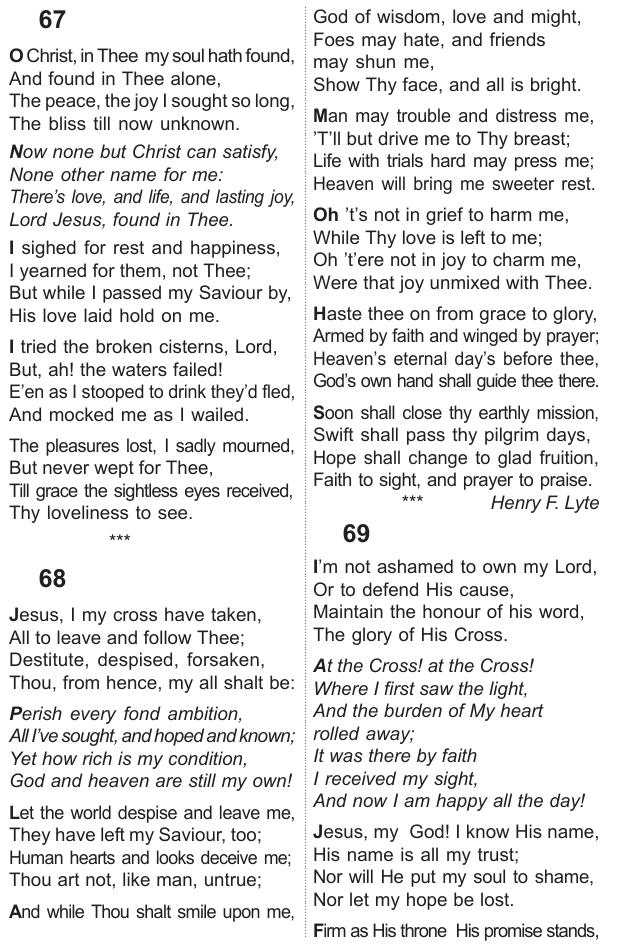 67
O Christ, in Thee my soul hath found,
And found in Thee alone,
The peace, the joy I sought so long,
The bliss till now unknown.
Now none but Christ can satisfy,
None other name for me:
There's love, and life, and lasting joy,
Lord Jesus, found in Thee.
I sighed for rest and happiness,
I yearned for them, not Thee;
But while I passed my Saviour by,
His love laid hold on me.
I tried the broken cisterns, Lord,
But, ah! the waters failed!
E'en as I stooped to drink they'd fled,
And mocked me as I wailed.
The pleasures lost, I sadly mourned,
But never wept for Thee,
Till grace the sightless eyes received,
Thy loveliness to see.
***
68
Jesus, I my cross have taken,
All to leave and follow Thee;
Destitute, despised, forsaken,
Thou, from hence, my all shalt be:
Perish every fond ambition,
All I've sought, and hoped and known;
Yet how rich is my condition,
God and heaven are still my own!
Let the world despise and leave me,
They have left my Saviour, too;
Human hearts and looks deceive me;
Thou art not, like man, untrue;
And while Thou shalt smile upon me,
God of wisdom, love and might,
Foes may hate, and friends
may shun me,
Show Thy face, and all is bright.
Man may trouble and distress me,
'T'll but drive me to Thy breast;
Life with trials hard may press me;
Heaven will bring me sweeter rest.
Oh 't's not in grief to harm me,
While Thy love is left to me;
Oh 't'ere not in joy to charm me,
Were that joy unmixed with Thee.
Haste thee on from grace to glory,
Armed by faith and winged by prayer;
Heaven's eternal day's before thee,
God's own hand shall guide thee there.
Soon shall close thy earthly mission,
Swift shall pass thy pilgrim days,
Hope shall change to glad fruition,
Faith to sight, and prayer to praise.
*** Henry F. Lyte
69
I'm not ashamed to own my Lord,
Or to defend His cause,
Maintain the honour of his word,
The glory of His Cross.
At the Cross! at the Cross!
Where I first saw the light,
And the burden of My heart
rolled away;
It was there by faith
I received my sight,
And now I am happy all the day!
Jesus, my God! I know His name,
His name is all my trust;
Nor will He put my soul to shame,
Nor let my hope be lost.
Firm as His throne His promise stands,